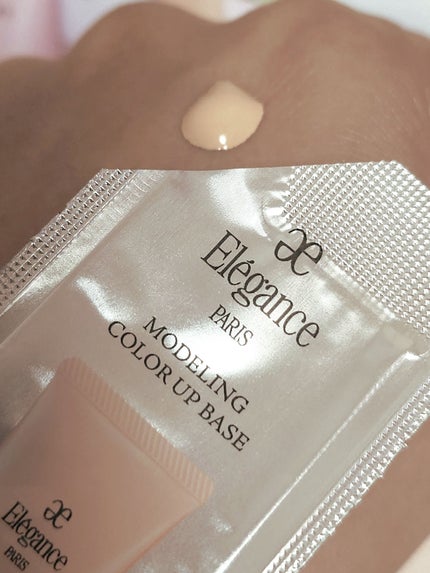 æ
Elégance
PARIS
MODELING
COLOR UP BASE
æ
Elégance
PARIS